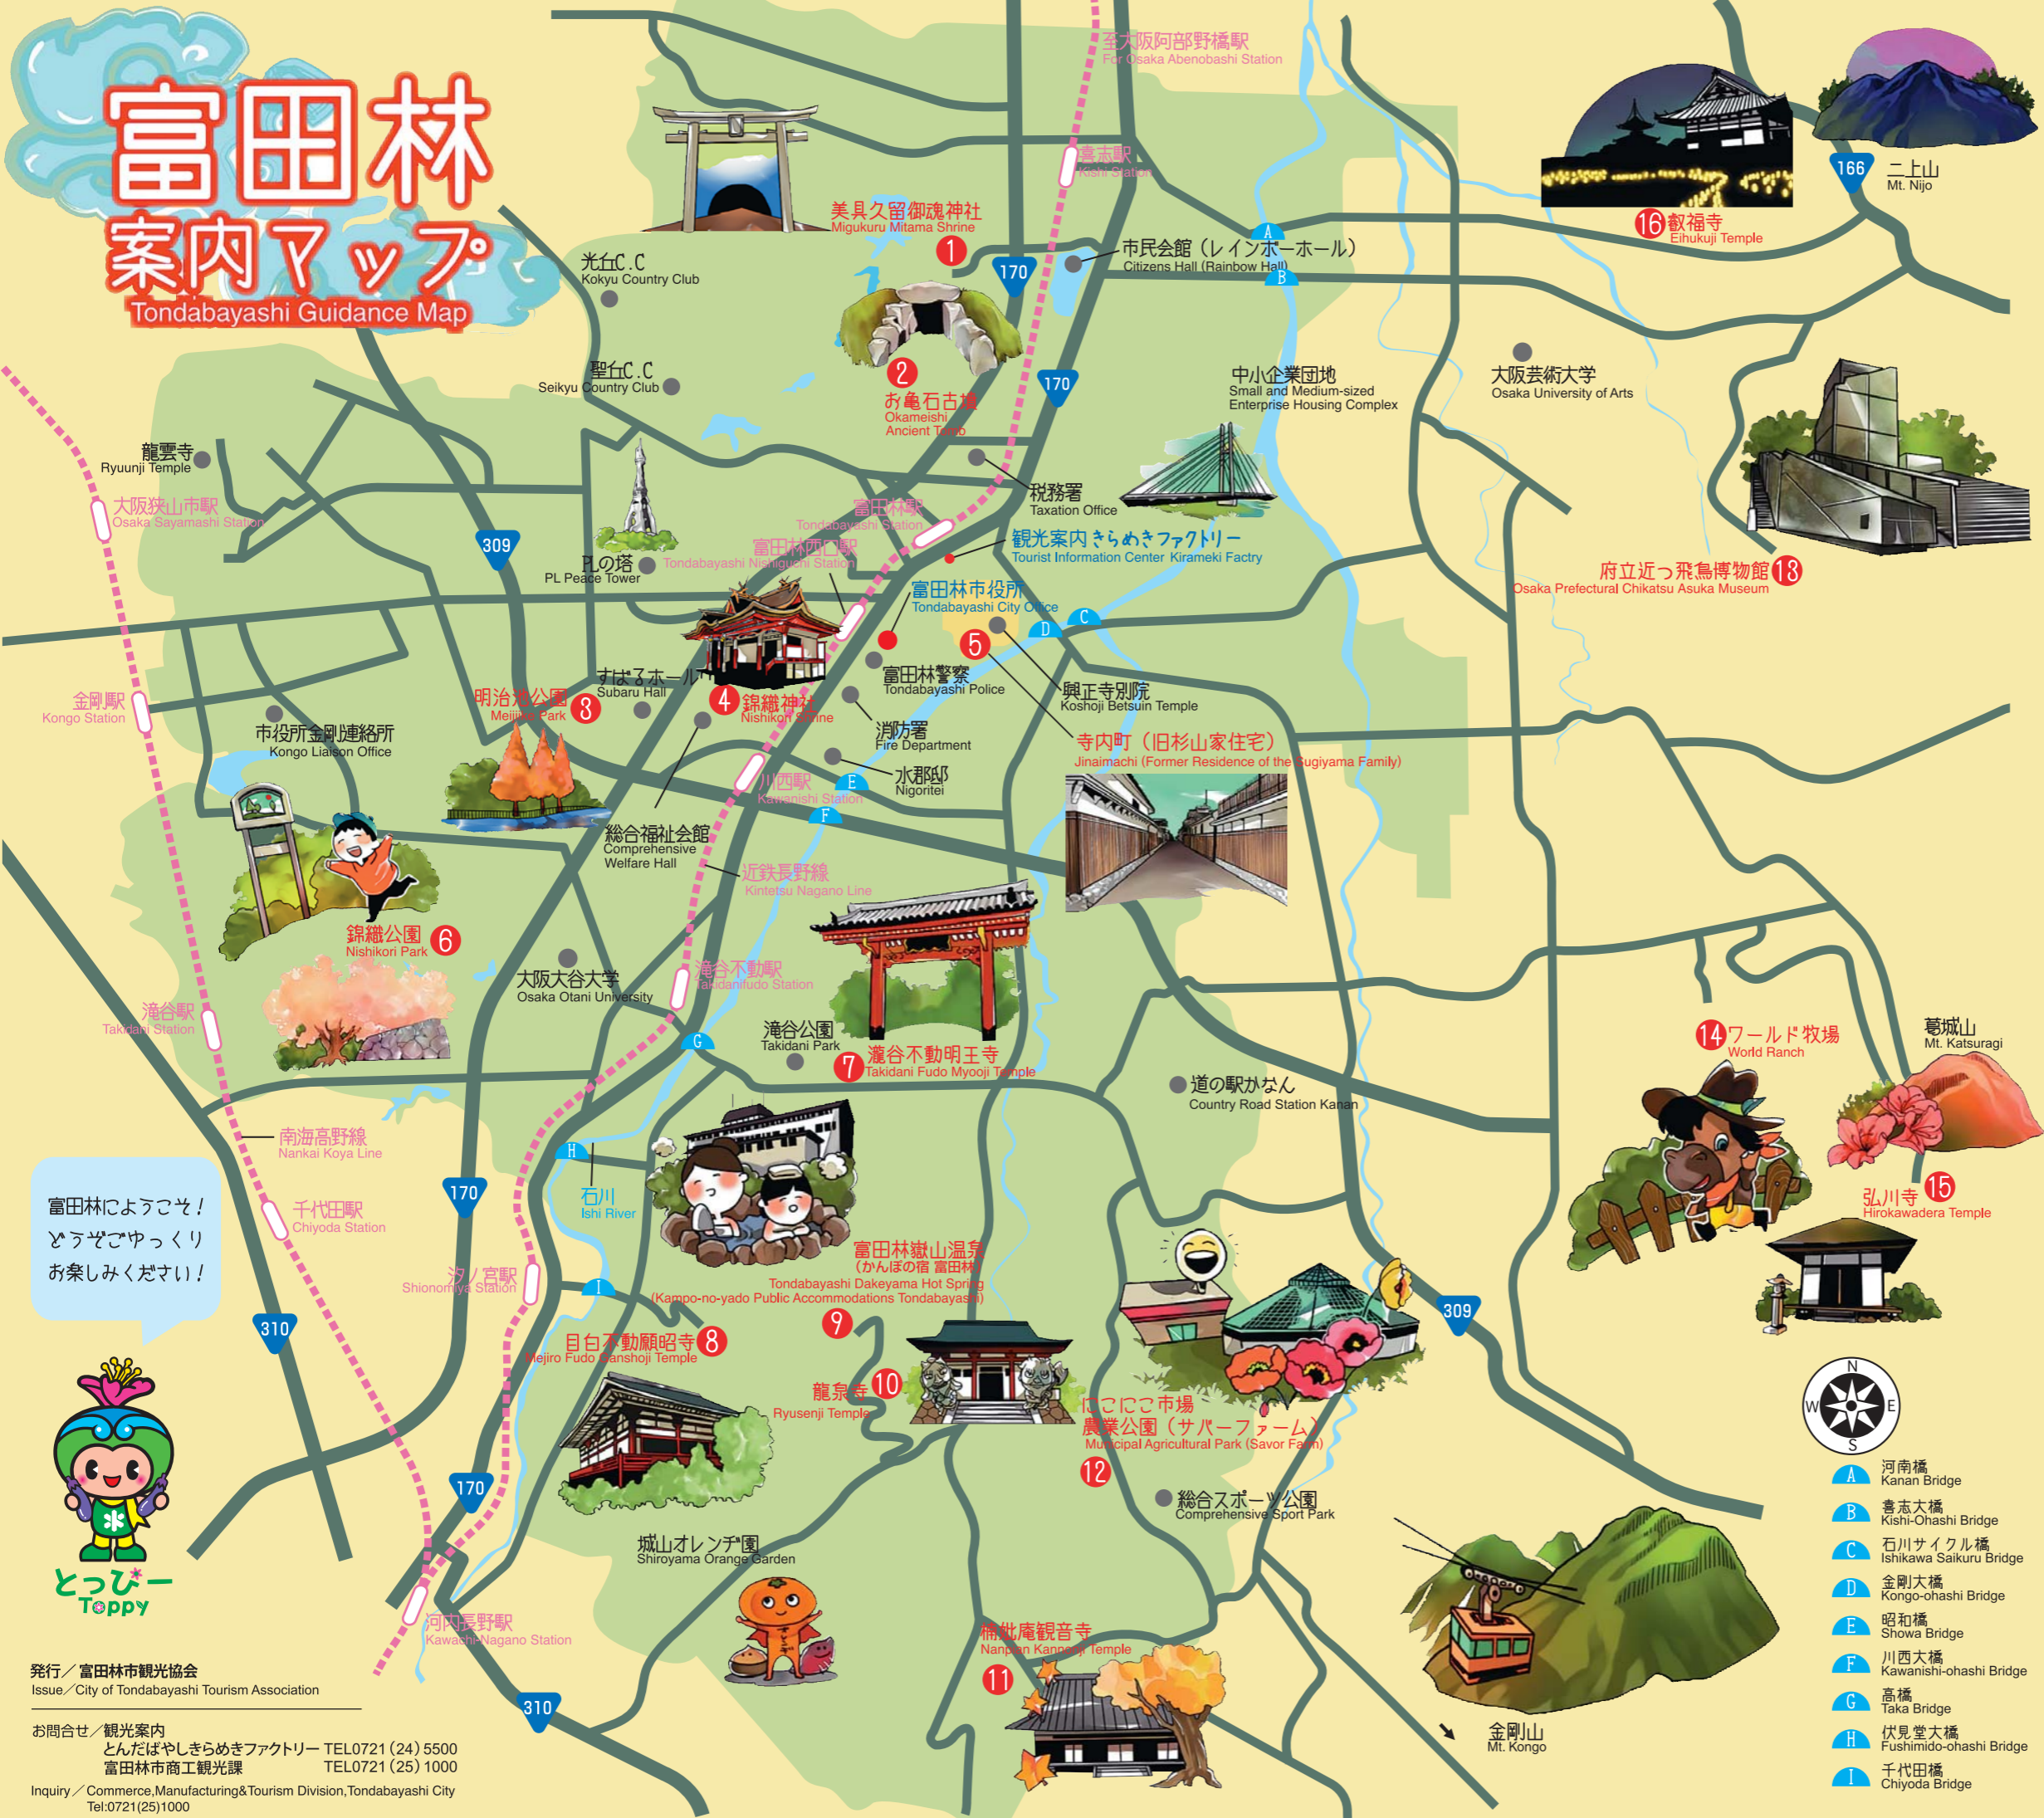 富田林
案内マップ
Tondabayashi Guidance Map
至大阪阿部野橋駅
For Osaka Abenobashi Station
喜志駅
Kishi Station
166
二上山
Mt. Nijo
16 叡福寺
Eihukuji Temple
美具久留御魂神社
Migukuru Mitama Shrine
1
170
市民会館（レインボーホール）
Citizens Hall (Rainbow Hall)
A
B
光丘C.C
Kokyu Country Club
聖丘C.C
Seikyu Country Club
2
お亀石古墳
Okameishi
Ancient Tomb
170
中小企業団地
Small and Medium-sized
Enterprise Housing Complex
大阪芸術大学
Osaka University of Arts
龍雲寺
Ryuunji Temple
大阪狭山市駅
Osaka Sayamashi Station
309
PLの塔
PL Peace Tower
富田林駅
Tondabayashi Station
富田林西口駅
Tondabayashi Nishiguchi Station
税務署
Taxation Office
観光案内 きらめきファクトリー
Tourist Information Center Kirameki Factry
富田林市役所
Tondabayashi City Office
府立近つ飛鳥博物館 13
Osaka Prefectural Chikatsu Asuka Museum
C
D
5
富田林警察
Tondabayashi Police
興正寺別院
Koshoji Betsuin Temple
すばるホール
Subaru Hall
4 錦織神社
Nishikori Shrine
明治池公園 3
Meijiike Park
金剛駅
Kongo Station
市役所金剛連絡所
Kongo Liaison Office
消防署
Fire Department
水郡邸
Nigoritei
寺内町（旧杉山家住宅）
Jinaimachi (Former Residence of the Sugiyama Family)
川西駅
Kawanishi Station
E
F
総合福祉会館
Comprehensive
Welfare Hall
近鉄長野線
Kintetsu Nagano Line
錦織公園 6
Nishikori Park
大阪大谷大学
Osaka Otani University
滝谷不動駅
Takidanifudo Station
滝谷駅
Takidani Station
G
滝谷公園
Takidani Park
7 瀧谷不動明王寺
Takidani Fudo Myooji Temple
道の駅かなん
Country Road Station Kanan
14 ワールド牧場
World Ranch
葛城山
Mt. Katsuragi
南海高野線
Nankai Koya Line
H
石川
Ishi River
170
千代田駅
Chiyoda Station
弘川寺 15
Hirokawadera Temple
富田林にようこそ！
どうぞごゆっくり
お楽しみください！
汐ノ宮駅
Shionomiya Station
I
富田林嶽山温泉
（かんぽの宿 富田林）
Tondabayashi Dakeyama Hot Spring
(Kampo-no-yado Public Accommodations Tondabayashi)
9
310
309
目白不動願昭寺 8
Mejiro Fudo Ganshoji Temple
龍泉寺 10
Ryusenji Temple
にこにこ市場
農業公園（サバーファーム）
Municipal Agricultural Park (Savor Farm)
12
170
総合スポーツ公園
Comprehensive Sport Park
城山オレンヂ園
Shiroyama Orange Garden
とっぴー
Toppy
河内長野駅
Kawachi-Nagano Station
310
楠妣庵観音寺
Nanpian Kannonji Temple
11
金剛山
Mt. Kongo
N
W
E
S
A 河南橋
Kanan Bridge
B 喜志大橋
Kishi-Ohashi Bridge
C 石川サイクル橋
Ishikawa Saikuru Bridge
D 金剛大橋
Kongo-ohashi Bridge
E 昭和橋
Showa Bridge
F 川西大橋
Kawanishi-ohashi Bridge
G 高橋
Taka Bridge
H 伏見堂大橋
Fushimido-ohashi Bridge
I 千代田橋
Chiyoda Bridge
発行／富田林市観光協会
Issue／City of Tondabayashi Tourism Association
お問合せ／観光案内
とんだばやしきらめきファクトリー TEL0721（24）5500
富田林市商工観光課 TEL0721（25）1000
Inquiry／Commerce,Manufacturing&Tourism Division,Tondabayashi City
Tel:0721(25)1000